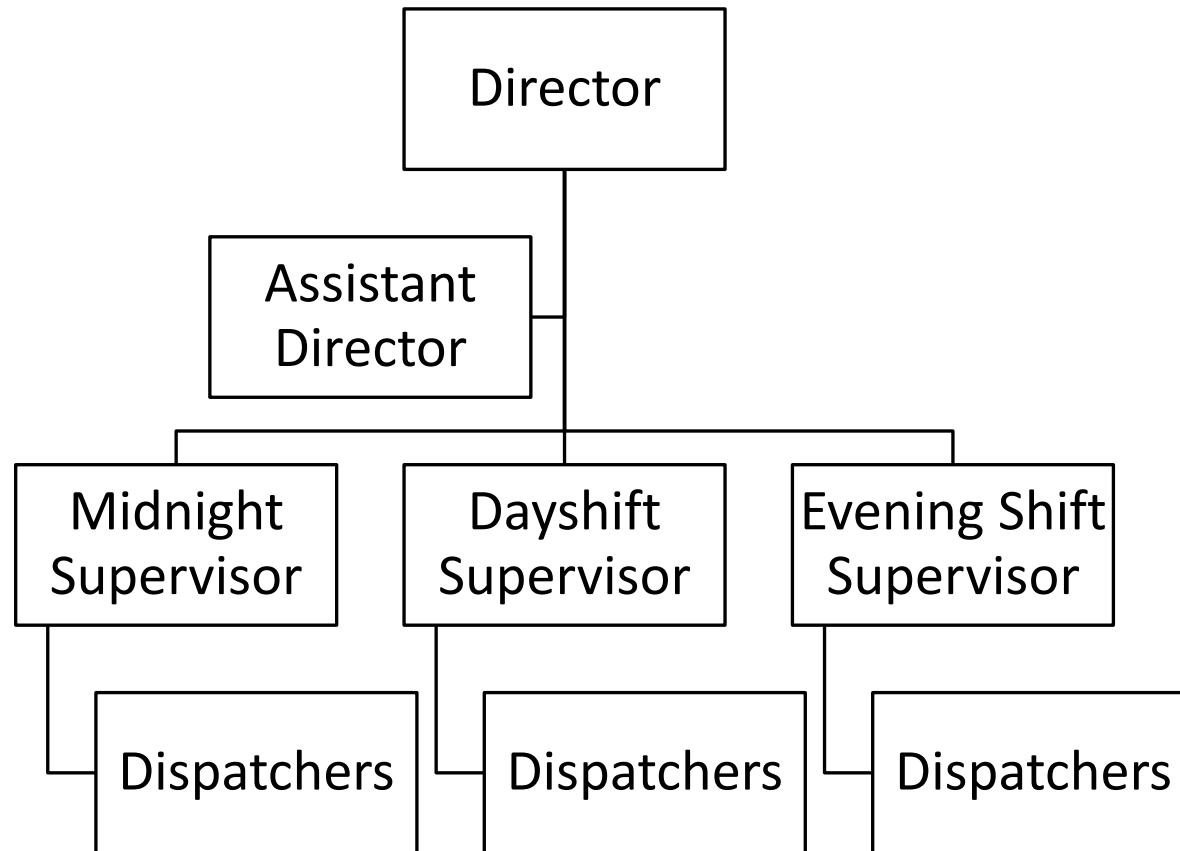 Director
Assistant
Director
Midnight
Supervisor
Dayshift
Supervisor
Evening Shift
Supervisor
Dispatchers
Dispatchers
Dispatchers